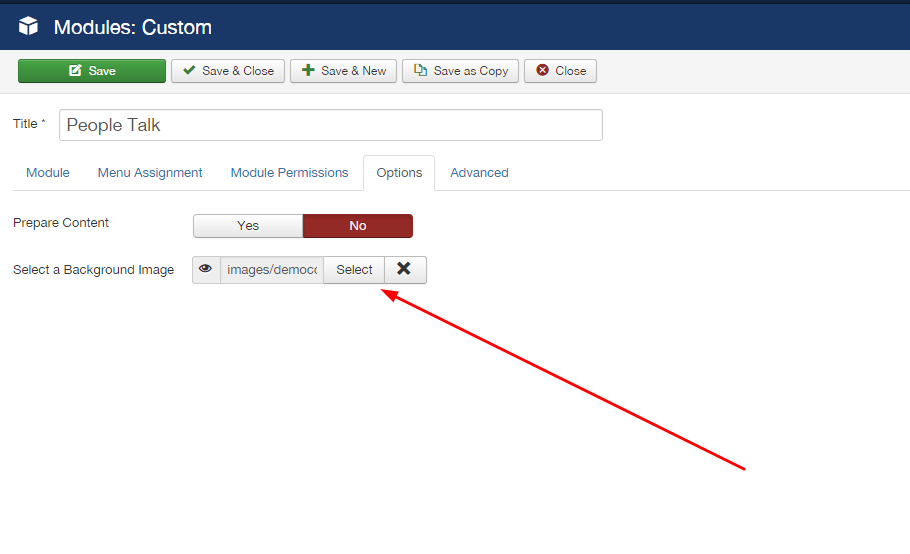 Modules: Custom
Save Save & Close Save & New Save as Copy Close
Title * People Talk
Module Menu Assignment Module Permissions Options Advanced
Prepare Content Yes No
Select a Background Image images/democ Select